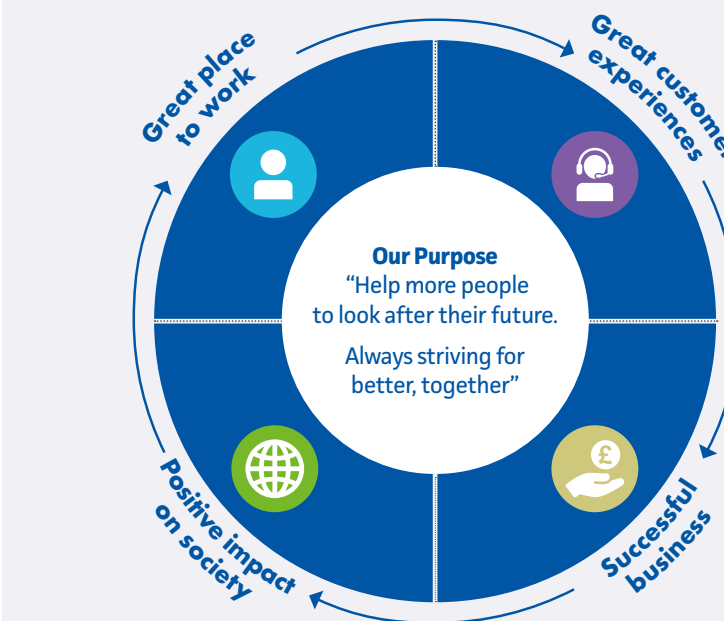 Great place
to work
Great customer
experiences
Our Purpose
“Help more people
to look after their future.
Always striving for
better, together”
£
Positive impact
on society
Successful
business